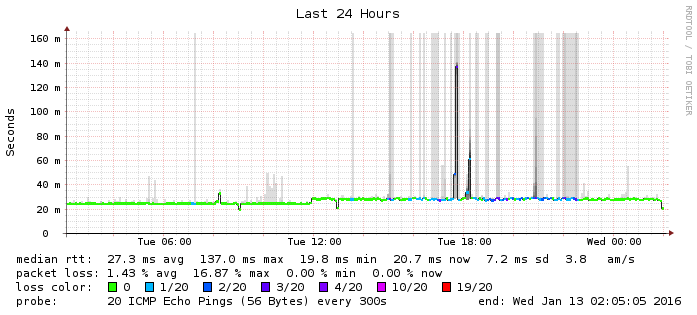 Last 24 Hours
RRDTOOL / TOBI OETIKER
Seconds
160 m
140 m
120 m
100 m
80 m
60 m
40 m
20 m
0
Tue 06:00 Tue 12:00 Tue 18:00 Wed 00:00
median rtt: 27.3 ms avg 137.0 ms max 19.8 ms min 20.7 ms now 7.2 ms sd 3.8 am/s
packet loss: 1.43 % avg 16.87 % max 0.00 % min 0.00 % now
loss color: 0 1/20 2/20 3/20 4/20 10/20 19/20
probe: 20 ICMP Echo Pings (56 Bytes) every 300s end: Wed Jan 13 02:05:05 2016